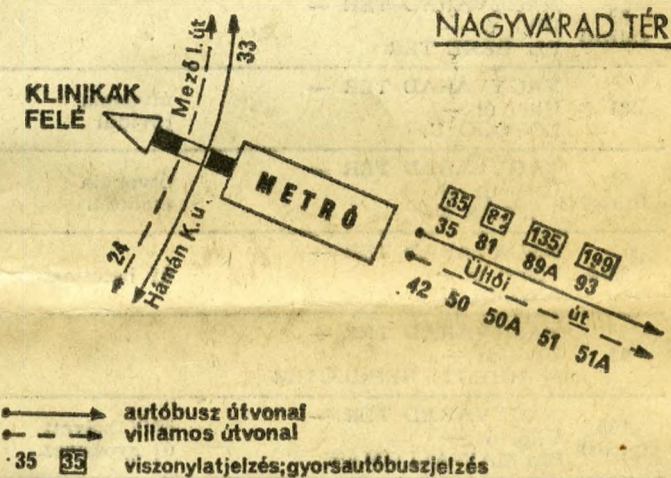 NAGYVÁRAD TÉR
KLINIKÁK
FELÉ
Mező I. út
33
METRÓ
24
Hámán K.u
35 81 135 199
35 81 89A 93
Üllői út
42 50 50A 51 51A
autóbusz útvonal
villamos útvonal
35 35 viszonylatjelzés;gyorsautóbuszjelzés